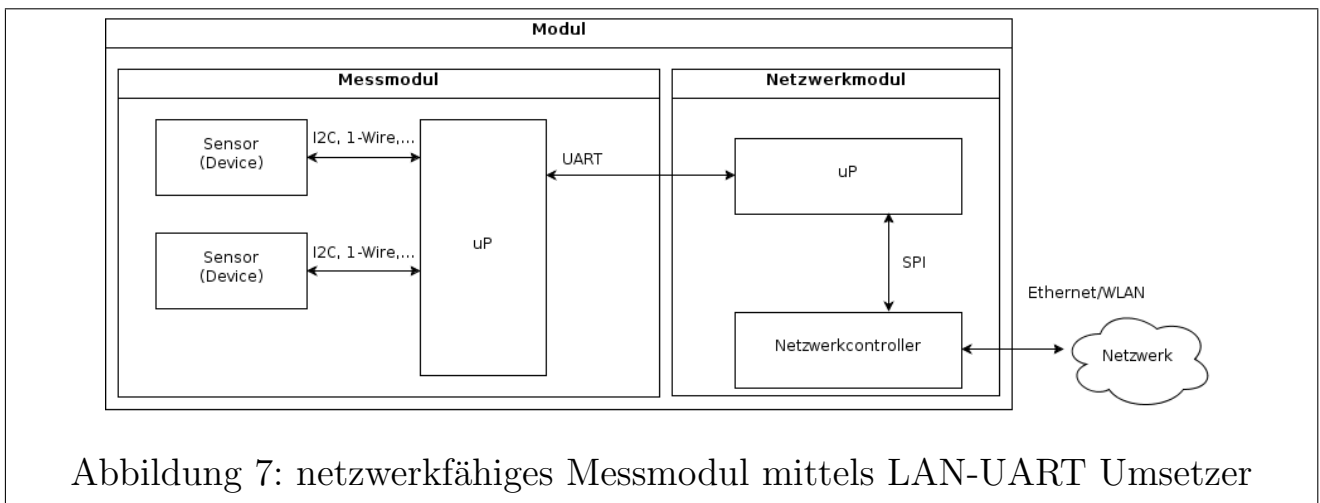 Modul
Messmodul
Netzwerkmodul
Sensor
(Device)
I2C, 1-Wire,...
UART
uP
Sensor
(Device)
I2C, 1-Wire,...
uP
SPI
Ethernet/WLAN
Netzwerkcontroller
Netzwerk
Abbildung 7: netzwerkfähiges Messmodul mittels LAN-UART Umsetzer